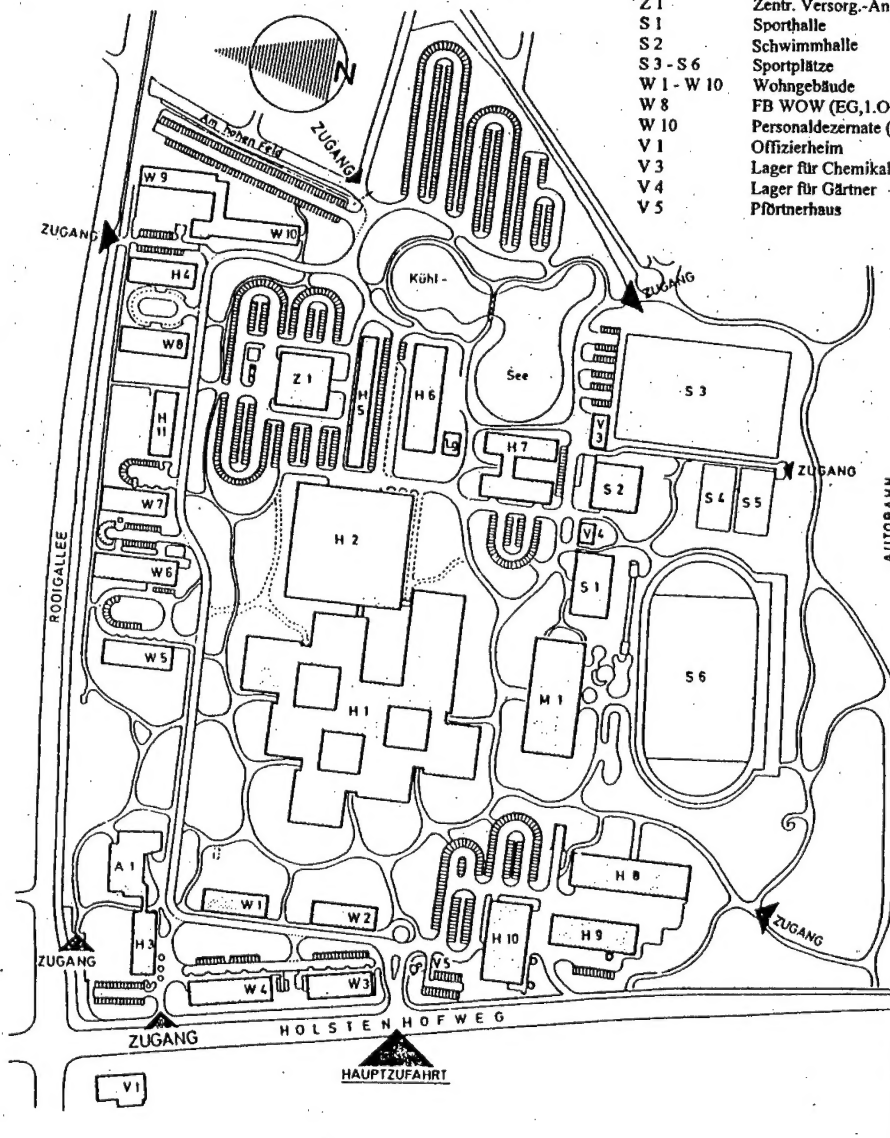 Z 1 Zentr. Versorg.-An
S 1 Sporthalle
S 2 Schwimmhalle
S 3 - S 6 Sportplätze
W 1 - W 10 Wohngebäude
W 8 FB WOW (EG,1.O
W 10 Personaldezernate (
V 1 Offizierheim
V 3 Lager für Chemikal
V 4 Lager für Gärtner
V 5 Pförtnerhaus
N
Am hohen Feld
ZUGANG
W 9
W 10
ZUGANG
H 4
Kühl -
ZUGANG
W 8
Z 1
H 5
H 6
See
S 3
H 11
V 3
H 7
ZUGANG
S 2
S 4
S 5
W 7
AUTOBAHN
H 2
V 4
W 6
S 1
RODIGALLEE
W 5
M 1
S 6
H 1
A 1
H 8
W 1
W 2
H 3
H 10
H 9
ZUGANG
ZUGANG
V 5
W 4
W 3
HOLSTENHOFWEG
ZUGANG
HAUPTZUFAHRT
V 1